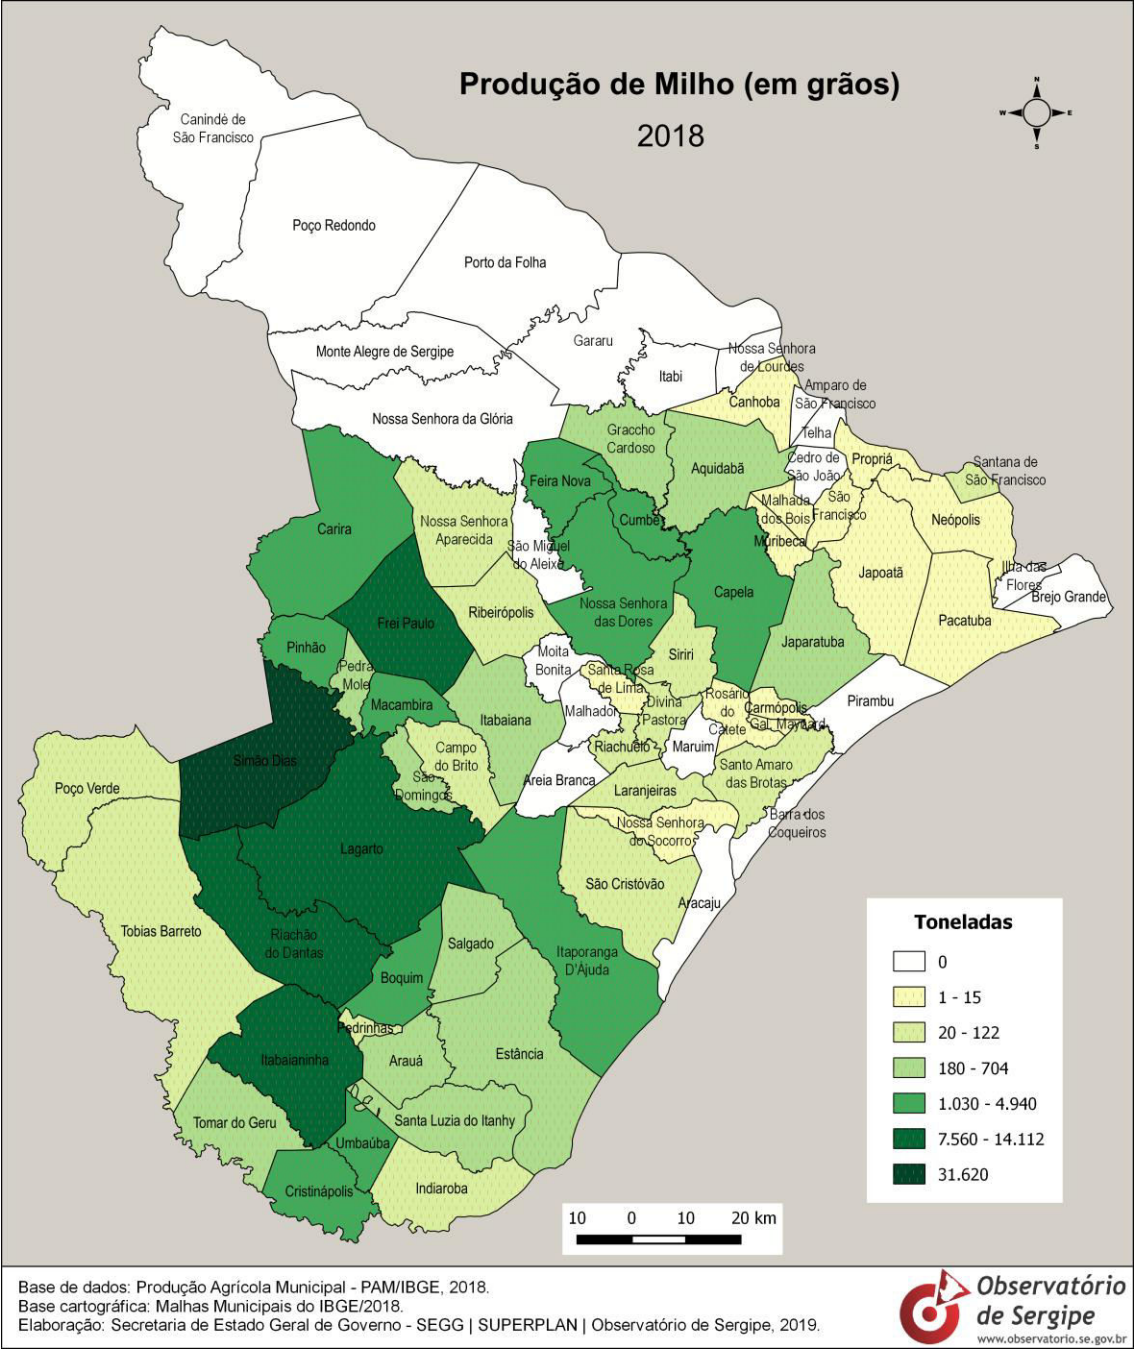 Produção de Milho (em grãos)
2018
N
W
E
S
Canindé de
São Francisco
Poço Redondo
Porto da Folha
Gararu
Monte Alegre de Sergipe
Nossa Senhora
de Lourdes
Itabi
Amparo de
São Francisco
Canhoba
Nossa Senhora da Glória
Graccho
Cardoso
Telha
Cedro de
São João
Propriá
Santana de
São Francisco
Aquidabã
Feira Nova
Malhada
dos Bois
São
Francisco
Neópolis
Carira
Nossa Senhora
Aparecida
Cumbe
Muribeca
São Miguel
do Aleixo
Japoatã
Ilha das
Flores
Brejo Grande
Capela
Nossa Senhora
das Dores
Ribeirópolis
Frei Paulo
Pacatuba
Japaratuba
Pinhão
Moita
Bonita
Siriri
Pedra
Mole
Santa Rosa
de Lima
Macambira
Malhador
Divina
Pastora
Rosário
do
Catete
Carmópolis
Gal. Maynard
Pirambu
Itabaiana
Riachuelo
Maruim
Simão Dias
Campo
do Brito
São
Domingos
Areia Branca
Santo Amaro
das Brotas
Laranjeiras
Poço Verde
Barra dos
Coqueiros
Nossa Senhora
do Socorro
Lagarto
São Cristóvão
Aracaju
Tobias Barreto
Riachão
do Dantas
Salgado
Itaporanga
D'Ájuda
Boquim
Pedrinhas
Itabaianinha
Arauá
Estância
Tomar do Geru
Santa Luzia do Itanhy
Umbaúba
Cristinápolis
Indiaroba
Toneladas
0
1 - 15
20 - 122
180 - 704
1.030 - 4.940
7.560 - 14.112
31.620
10 0 10 20 km
Base de dados: Produção Agrícola Municipal - PAM/IBGE, 2018.
Base cartográfica: Malhas Municipais do IBGE/2018.
Elaboração: Secretaria de Estado Geral de Governo - SEGG | SUPERPLAN | Observatório de Sergipe, 2019.
Observatório
de Sergipe
www.observatorio.se.gov.br